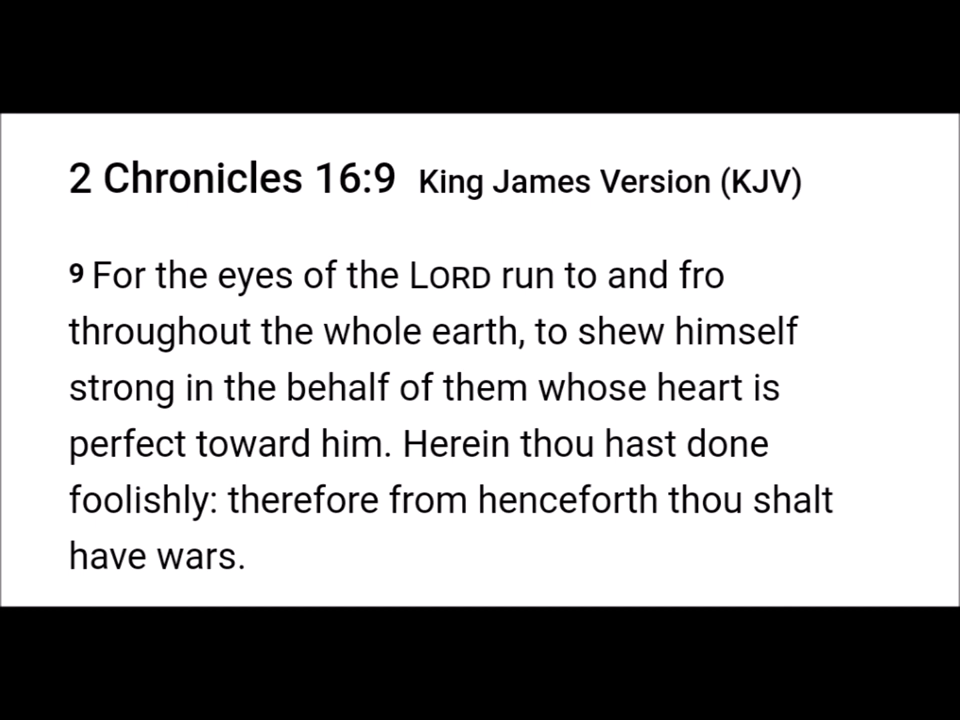 2 Chronicles 16:9 King James Version (KJV)
9 For the eyes of the LORD run to and fro
throughout the whole earth, to shew himself
strong in the behalf of them whose heart is
perfect toward him. Herein thou hast done
foolishly: therefore from henceforth thou shalt
have wars.